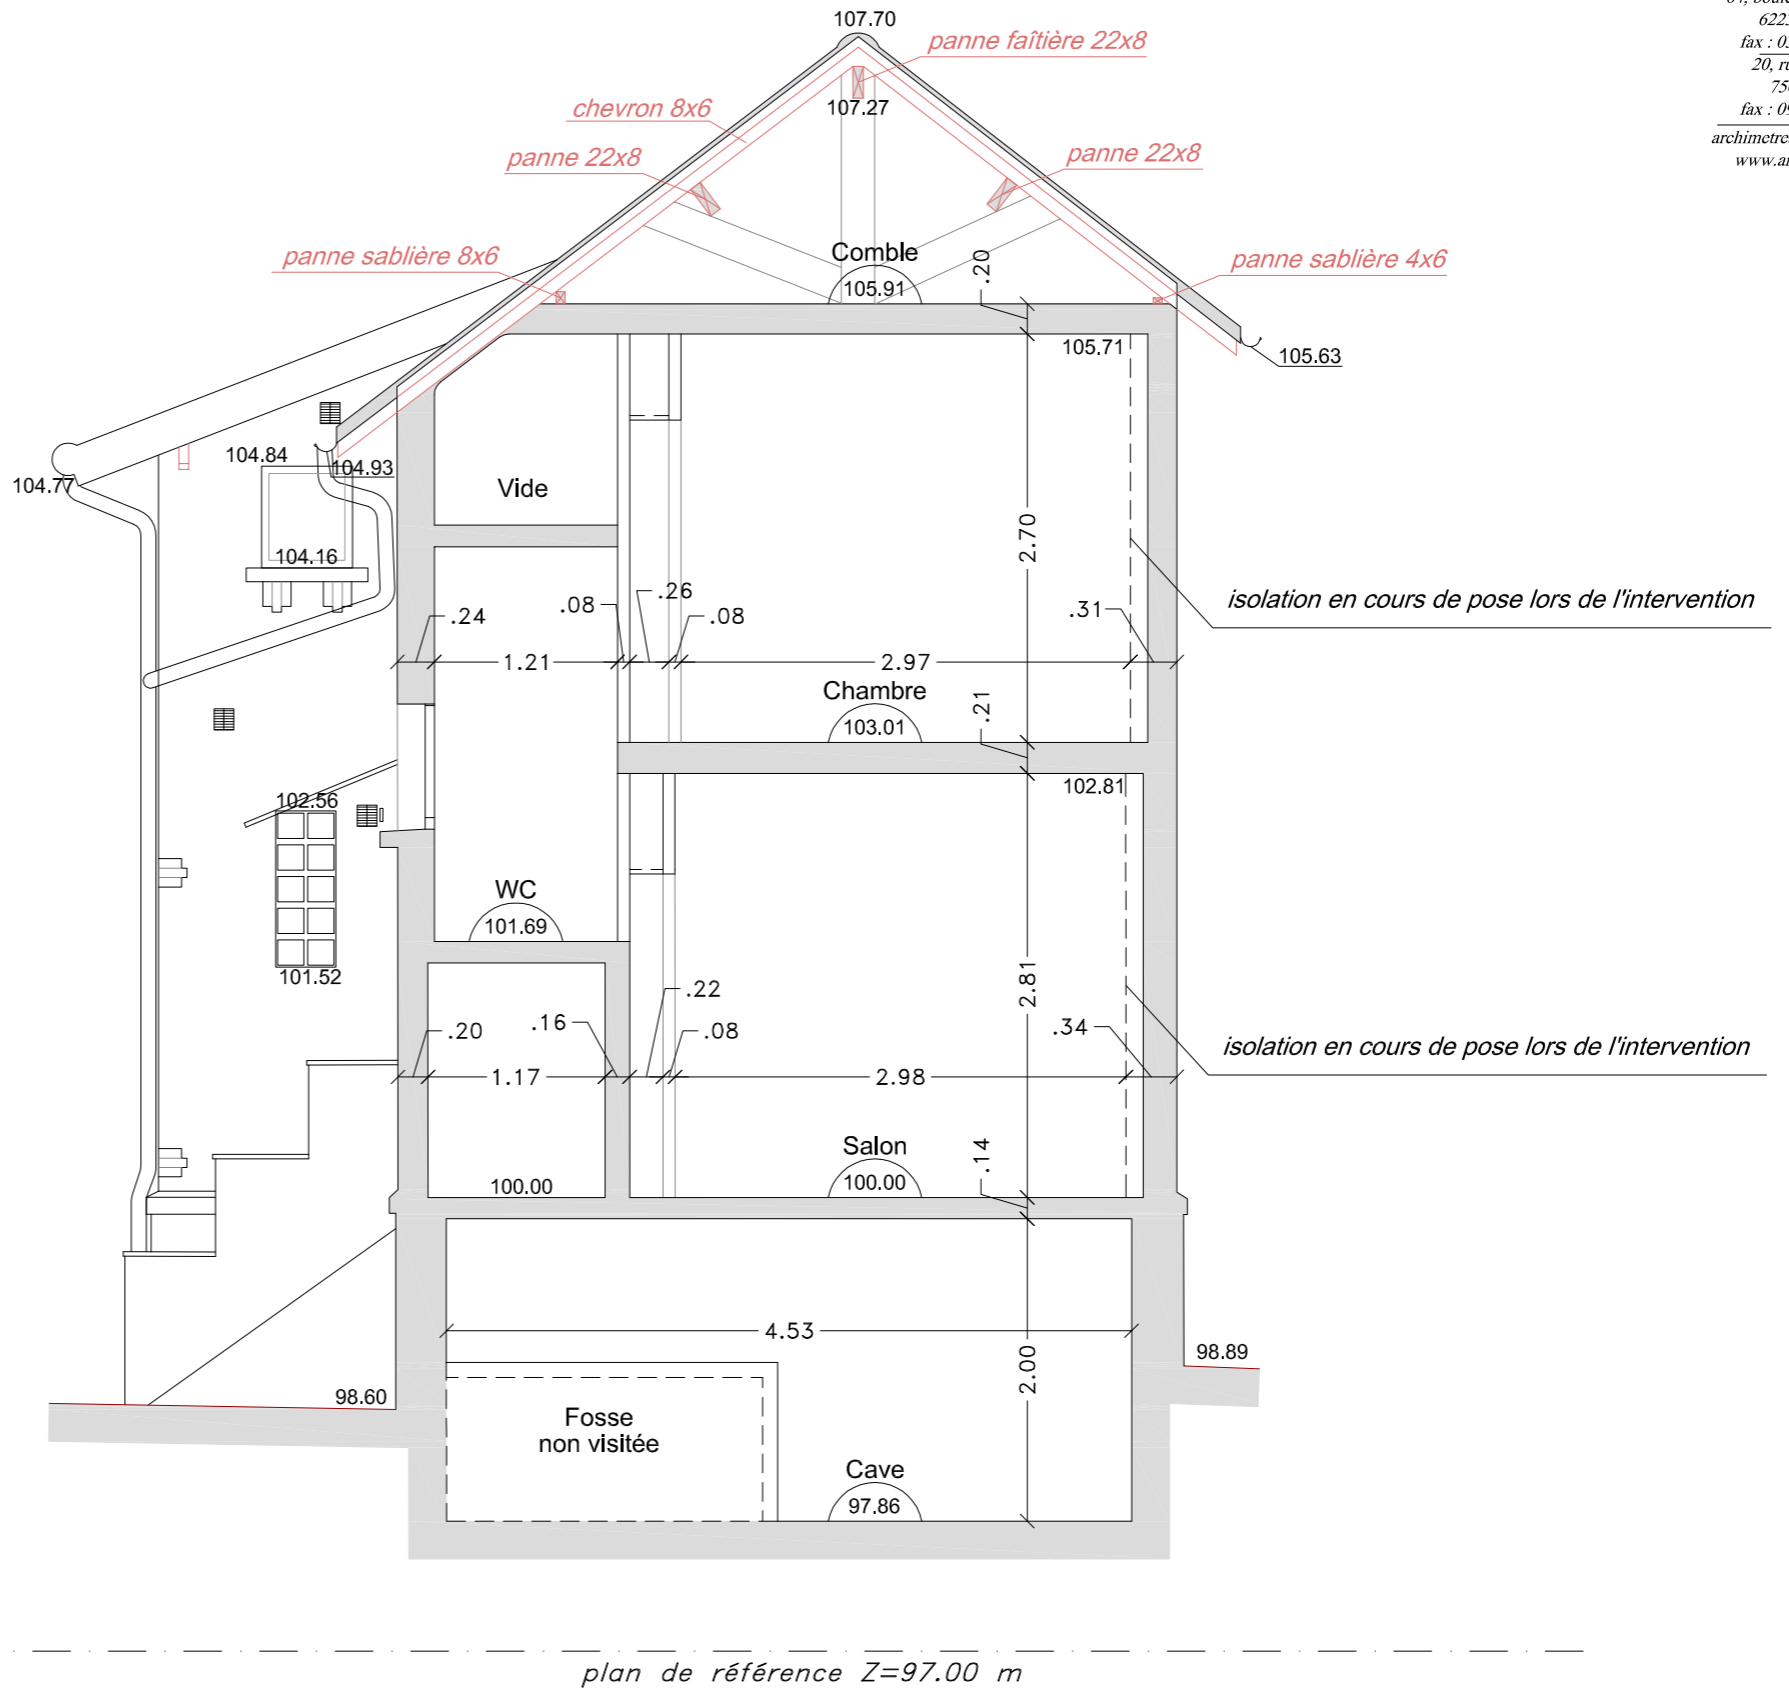 107.70
panne faîtière 22x8
fax : 0
20, r
fax : 0
archimetre
www.a
chevron 8x6
107.27
panne 22x8
panne 22x8
panne sablière 8x6
Comble
105.91
.20
panne sablière 4x6
105.71
105.63
104.84
104.93
104.77
Vide
104.16
2.70
.24
.08
.26
.08
.31
isolation en cours de pose lors de l'intervention
1.21
2.97
Chambre
103.01
.21
102.81
102.56
WC
101.69
101.52
2.81
.22
.20
.16
.08
.34
isolation en cours de pose lors de l'intervention
1.17
2.98
Salon
100.00
.14
100.00
4.53
2.00
98.89
98.60
Fosse
non visitée
Cave
97.86
plan de référence Z=97.00 m